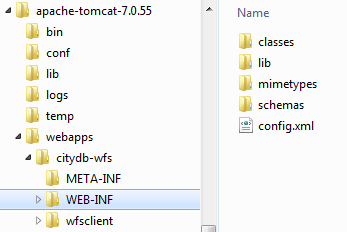 apache-tomcat-7.0.55
bin
conf
lib
logs
temp
webapps
citydb-wfs
META-INF
WEB-INF
wfsclient
Name
classes
lib
mimetypes
schemas
config.xml